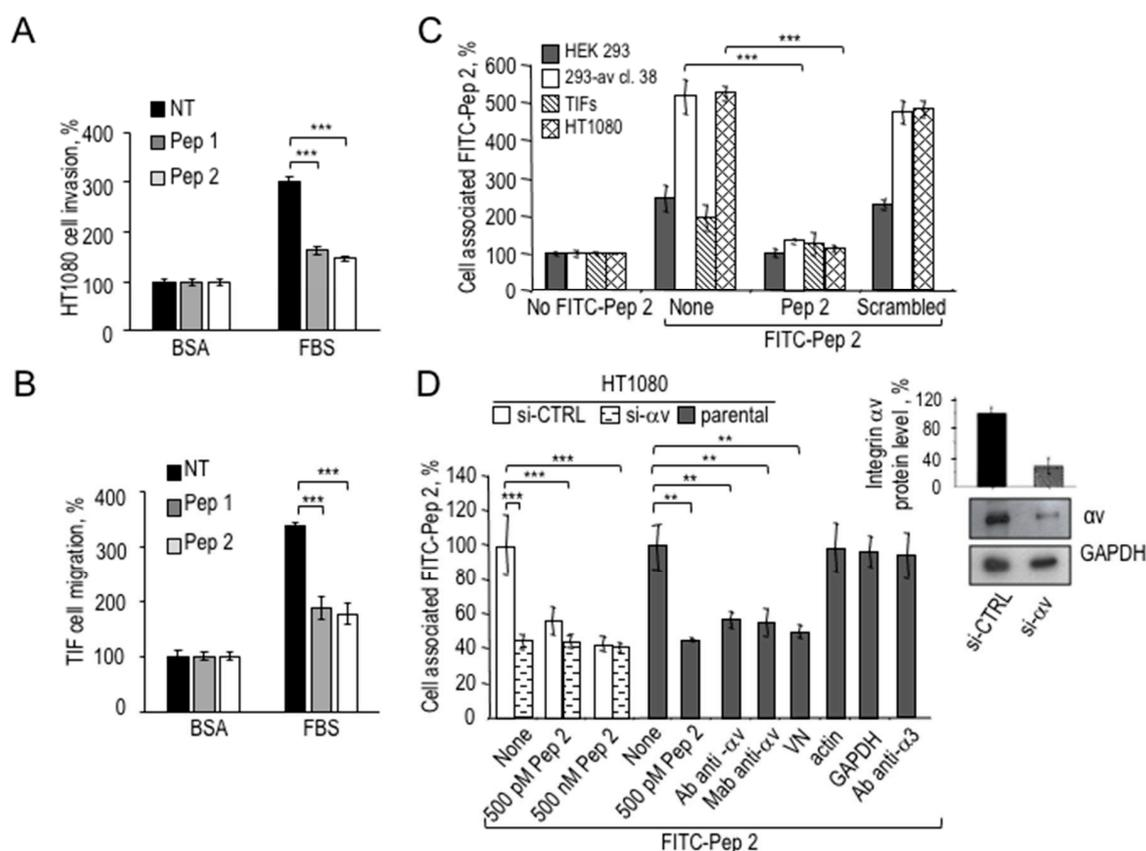 A
HT1080 cell invasion, %
NT
Pep 1
Pep 2
400
300
200
100
0
***
***
BSA
FBS
B
TIF cell migration, %
NT
Pep 1
Pep 2
400
300
200
100
0
***
***
BSA
FBS
C
Cell associated FITC-Pep 2, %
HEK 293
293-av cl. 38
TIFs
HT1080
600
500
400
300
200
100
0
***
***
No FITC-Pep 2
None
Pep 2
Scrambled
FITC-Pep 2
D
HT1080
si-CTRL
si-αv
parental
Cell associated FITC-Pep 2, %
140
120
100
80
60
40
20
0
***
***
***
**
**
**
**
None
500 pM Pep 2
500 nM Pep 2
None
500 pM Pep 2
Ab anti -αv
Mab anti-αv
VN
actin
GAPDH
Ab anti-α3
FITC-Pep 2
Integrin αv
protein level , %
120
80
40
0
αv
GAPDH
si-CTRL
si-αv